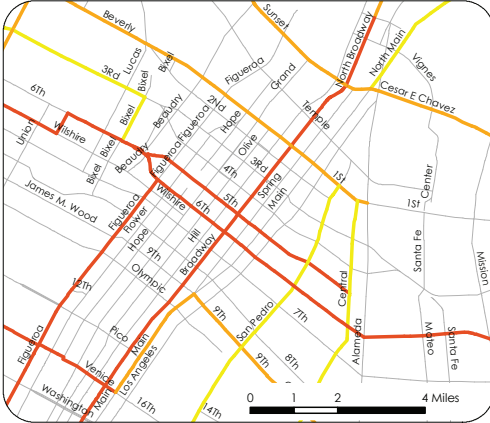 Beverly
Sunset
North Broadway
North Main
Vignes
Lucas
Bixel
Figueroa
Grand
3Rd
Bixel
Cesar E Chavez
6Th
Beaudry
2Nd
Temple
Union
Wilshire
Bixel
Figueroa
Hope
Olive
Bixel
Beaudry
Figueroa
4Th
3Rd
1St
Center
Bixel
James M. Wood
Figueroa
Wilshire
6Th
5Th
Spring
Main
1St
Flower
Hope
9Th
Hill
Broadway
Santa Fe
Mission
12Th
Olympic
Central
Figueroa
Pico
Main
9Th
San Pedro
7Th
Alameda
Mateo
Santa Fe
Venice
Los Angeles
9Th
8Th
Washington
Main
16Th
14Th
0 1 2 4 Miles